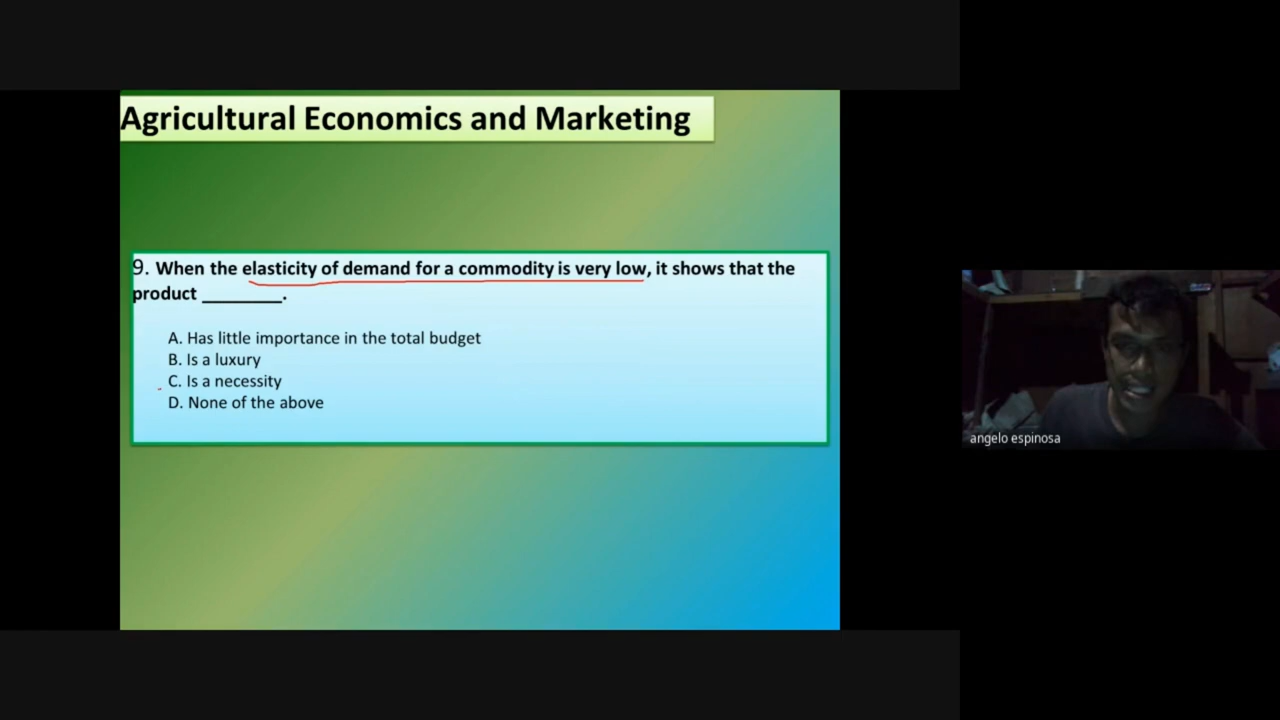 Agricultural Economics and Marketing
9. When the elasticity of demand for a commodity is very low, it shows that the
product ________.
A. Has little importance in the total budget
B. Is a luxury
C. Is a necessity
D. None of the above
angelo espinosa